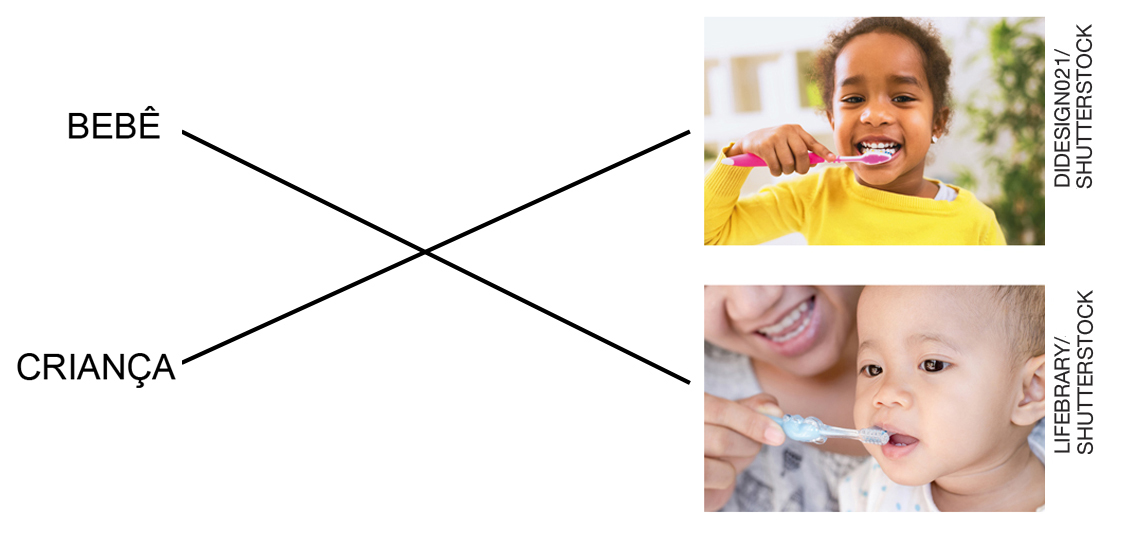 BEBÊ
CRIANÇA
DIDESIGN021/
SHUTTERSTOCK
LIFEBRARY/
SHUTTERSTOCK